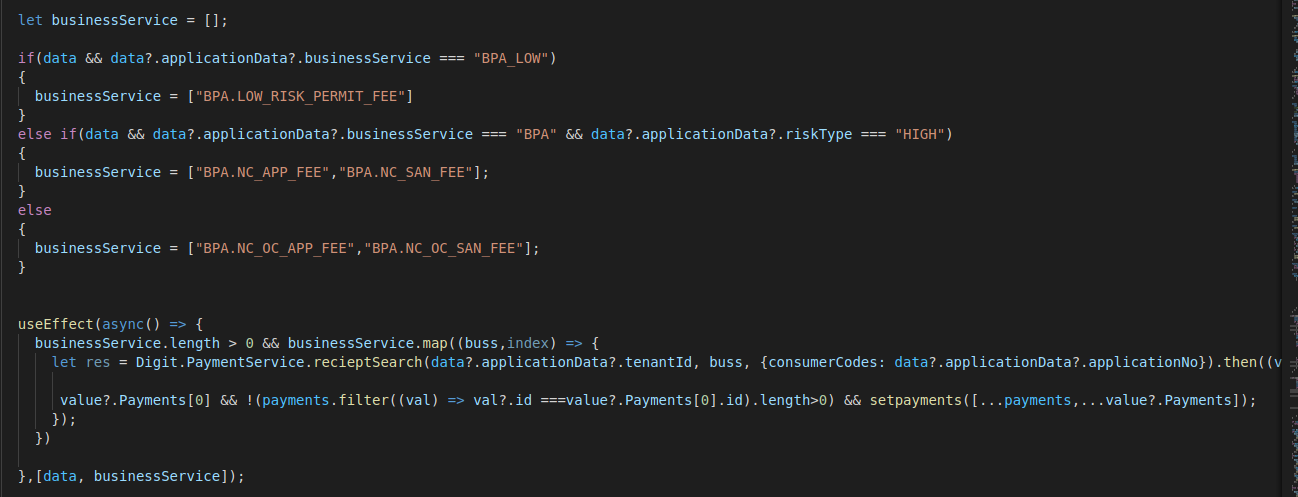 let businessService = [];
if(data && data?.applicationData?.businessService === "BPA_LOW")
{
businessService = ["BPA.LOW_RISK_PERMIT_FEE"]
}
else if(data && data?.applicationData?.businessService === "BPA" && data?.applicationData?.riskType === "HIGH")
{
businessService = ["BPA.NC_APP_FEE","BPA.NC_SAN_FEE"];
}
else
{
businessService = ["BPA.NC_OC_APP_FEE","BPA.NC_OC_SAN_FEE"];
}
useEffect(async() => {
businessService.length > 0 && businessService.map((buss,index) => {
let res = Digit.PaymentService.recieptSearch(data?.applicationData?.tenantId, buss, {consumerCodes: data?.applicationData?.applicationNo}).then((v
value?.Payments[0] && !(payments.filter((val) => val?.id ===value?.Payments[0].id).length>0) && setpayments([...payments,...value?.Payments]);
});
})
},[data, businessService]);